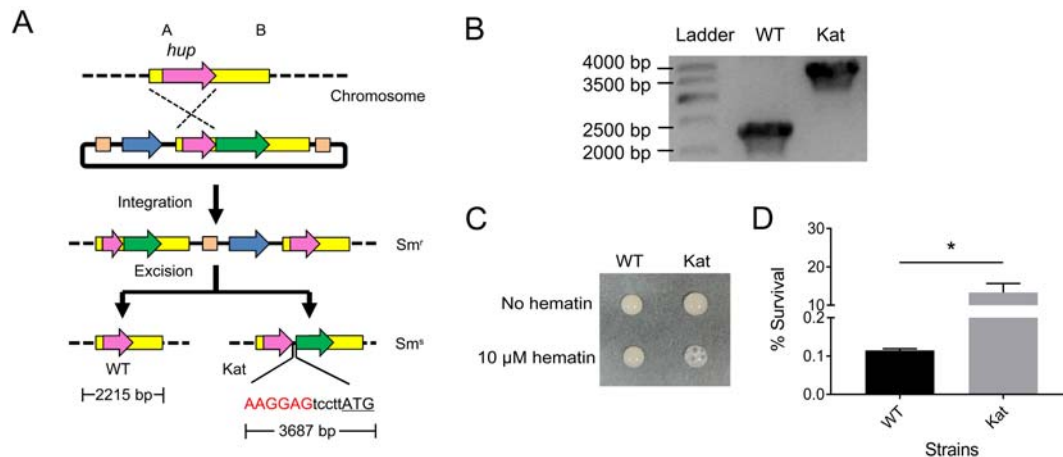 A
A B
hup
Chromosome
Integration
Smʳ
Excision
Smˢ
WT
Kat
2215 bp
AAGGAGtccttATG
3687 bp
B
Ladder WT Kat
4000 bp
3500 bp
2500 bp
2000 bp
C
WT Kat
No hematin
10 µM hematin
D
*
% Survival
30
20
10
0.2
0.1
0.0
WT
Kat
Strains